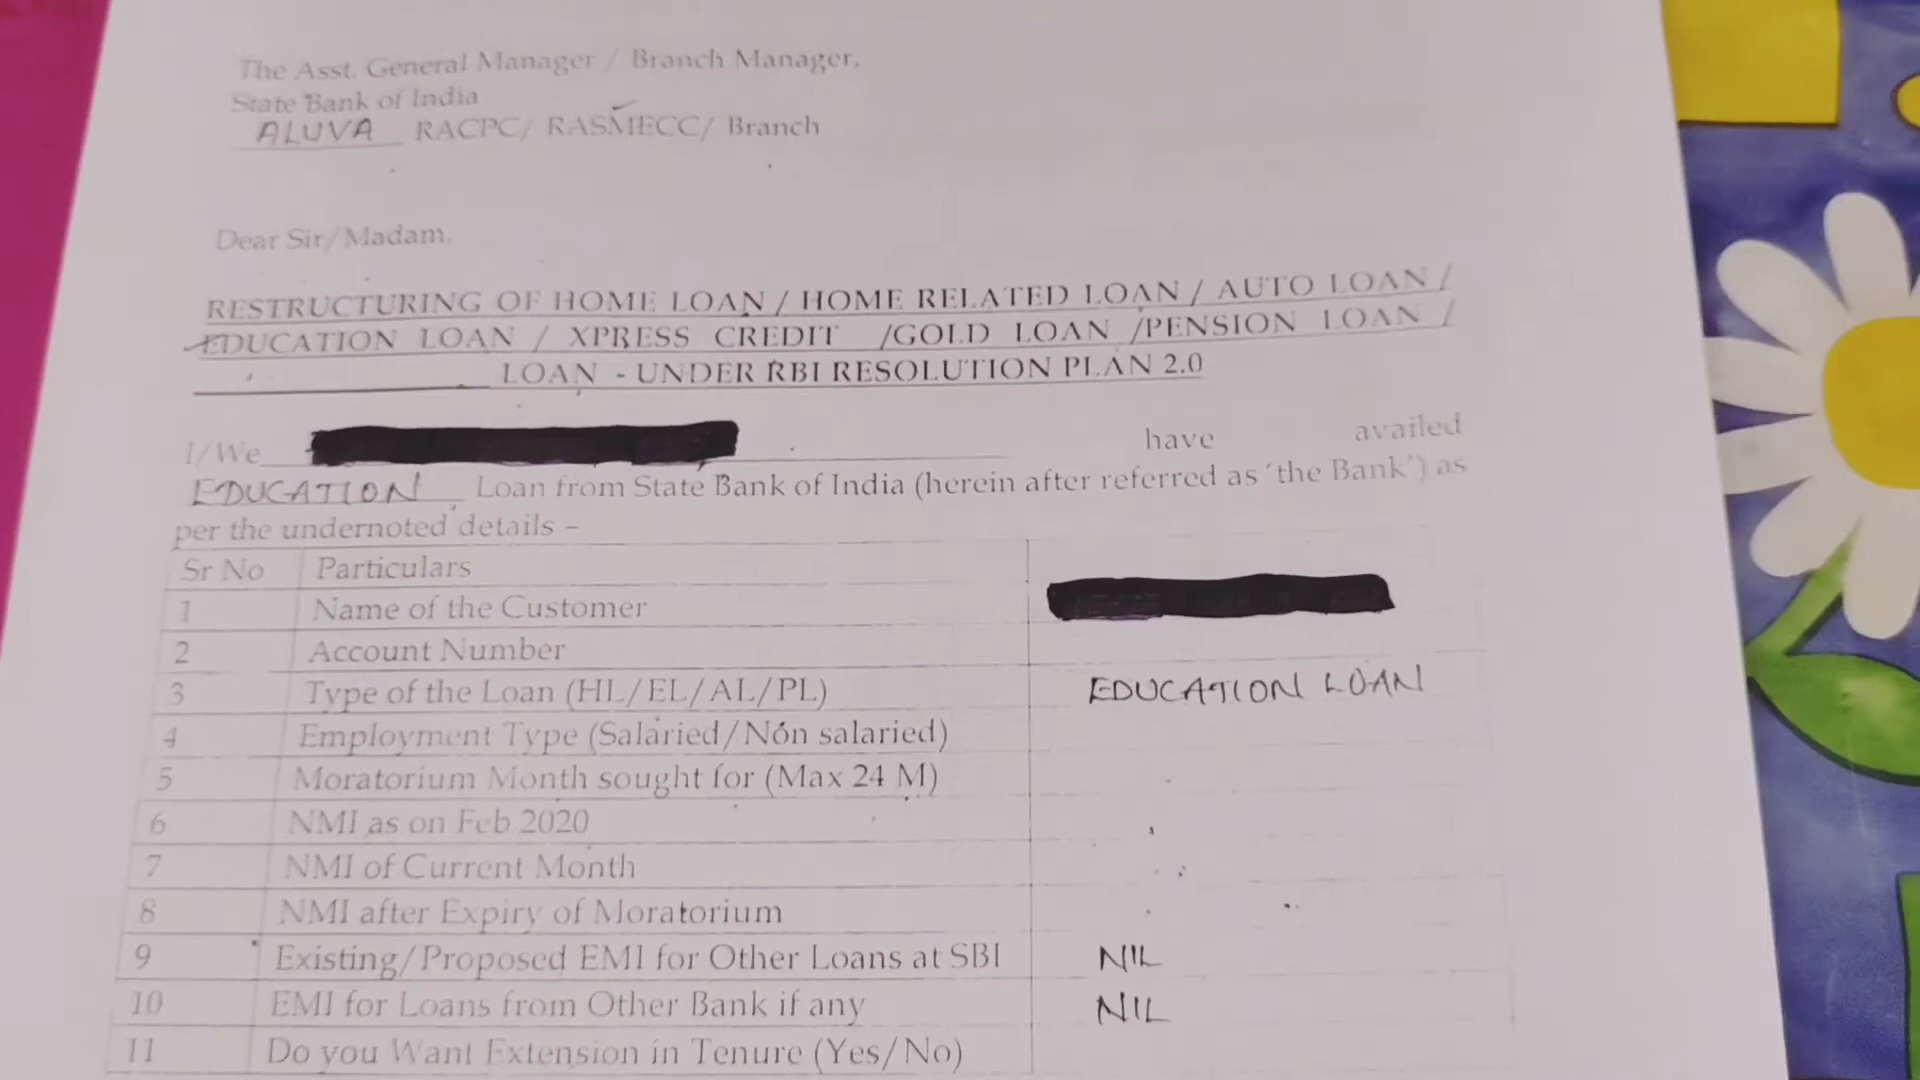 The Asst. General Manager / Branch Manager,
State Bank of India
ALUVA RACPC/ RASMECC/ Branch
Dear Sir/Madam,
RESTRUCTURING OF HOME LOAN / HOME RELATED LOAN / AUTO LOAN /
EDUCATION LOAN / XPRESS CREDIT /GOLD LOAN /PENSION LOAN /
LOAN - UNDER RBI RESOLUTION PLAN 2.0
I/We have availed
EDUCATION Loan from State Bank of India (herein after referred as 'the Bank') as
per the undernoted details -
Sr No Particulars
1 Name of the Customer
2 Account Number
3 Type of the Loan (HL/EL/AL/PL) EDUCATION LOAN
4 Employment Type (Salaried/Non salaried)
5 Moratorium Month sought for (Max 24 M)
6 NMI as on Feb 2020
7 NMI of Current Month
8 NMI after Expiry of Moratorium
9 Existing/Proposed EMI for Other Loans at SBI NIL
10 EMI for Loans from Other Bank if any NIL
11 Do you Want Extension in Tenure (Yes/No)